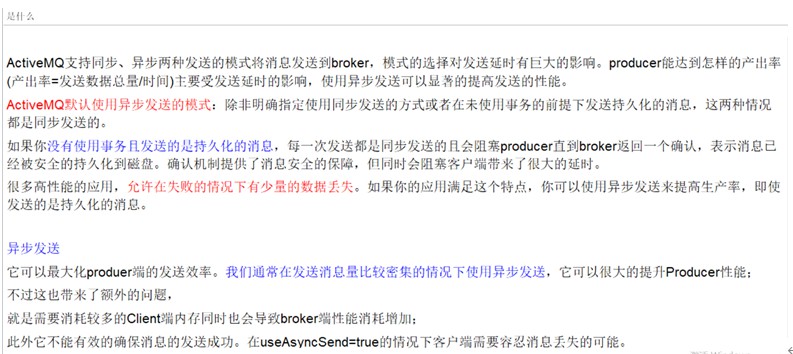 是什么
ActiveMQ支持同步、异步两种发送的模式将消息发送到broker，模式的选择对发送延时有巨大的影响。producer能达到怎样的产出率
(产出率=发送数据总量/时间)主要受发送延时的影响，使用异步发送可以显著的提高发送的性能。
ActiveMQ默认使用异步发送的模式：除非明确指定使用同步发送的方式或者在未使用事务的前提下发送持久化的消息，这两种情况
都是同步发送的。
如果你没有使用事务且发送的是持久化的消息，每一次发送都是同步发送的且会阻塞producer直到broker返回一个确认，表示消息已
经被安全的持久化到磁盘。确认机制提供了消息安全的保障，但同时会阻塞客户端带来了很大的延时。
很多高性能的应用，允许在失败的情况下有少量的数据丢失。如果你的应用满足这个特点，你可以使用异步发送来提高生产率，即使
发送的是持久化的消息。
异步发送
它可以最大化produer端的发送效率。我们通常在发送消息量比较密集的情况下使用异步发送，它可以很大的提升Producer性能；
不过这也带来了额外的问题，
就是需要消耗较多的Client端内存同时也会导致broker端性能消耗增加；
此外它不能有效的确保消息的发送成功。在useAsyncSend=true的情况下客户端需要容忍消息丢失的可能。